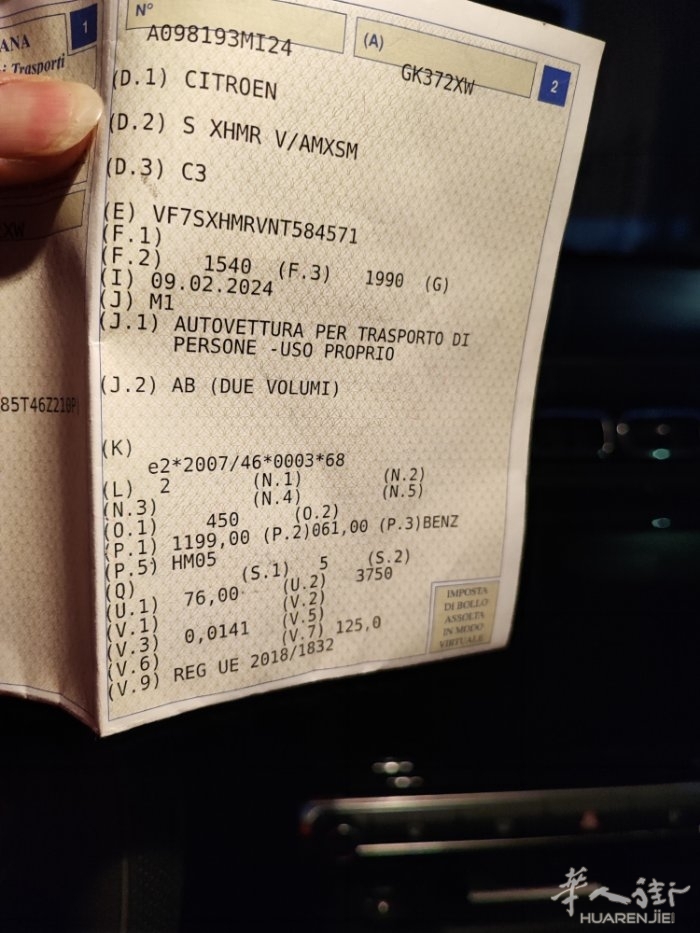 ANA
i Trasporti
1
XW
85T46Z210P
N°
A098193MI24
(A)
GK372XW
2
(D.1) CITROEN
(D.2) S XHMR V/AMXSM
(D.3) C3
(E) VF7SXHMRVNT584571
(F.1)
(F.2) 1540 (F.3) 1990 (G)
(I) 09.02.2024
(J) M1
(J.1) AUTOVETTURA PER TRASPORTO DI
PERSONE -USO PROPRIO
(J.2) AB (DUE VOLUMI)
(K)
e2*2007/46*0003*68
(L) 2 (N.1) (N.2)
(N.3) (N.4) (N.5)
(O.1) 450 (O.2)
(P.1) 1199,00 (P.2)061,00 (P.3)BENZ
(P.5) HM05
(Q) (S.1) 5 (S.2)
(U.1) 76,00 (U.2) 3750
(V.1) (V.2)
(V.3) 0,0141 (V.5)
(V.6) (V.7) 125,0
(V.9) REG UE 2018/1832
IMPOSTA
DI BOLLO
ASSOLTA
IN MODO
VIRTUALE
华人街
HUARENJIE